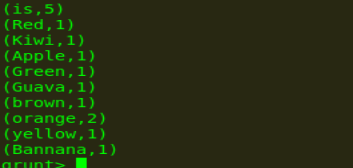 (is,5)
(Red,1)
(Kiwi,1)
(Apple,1)
(Green,1)
(Guava,1)
(brown,1)
(orange,2)
(yellow,1)
(Bannana,1)
grunt>